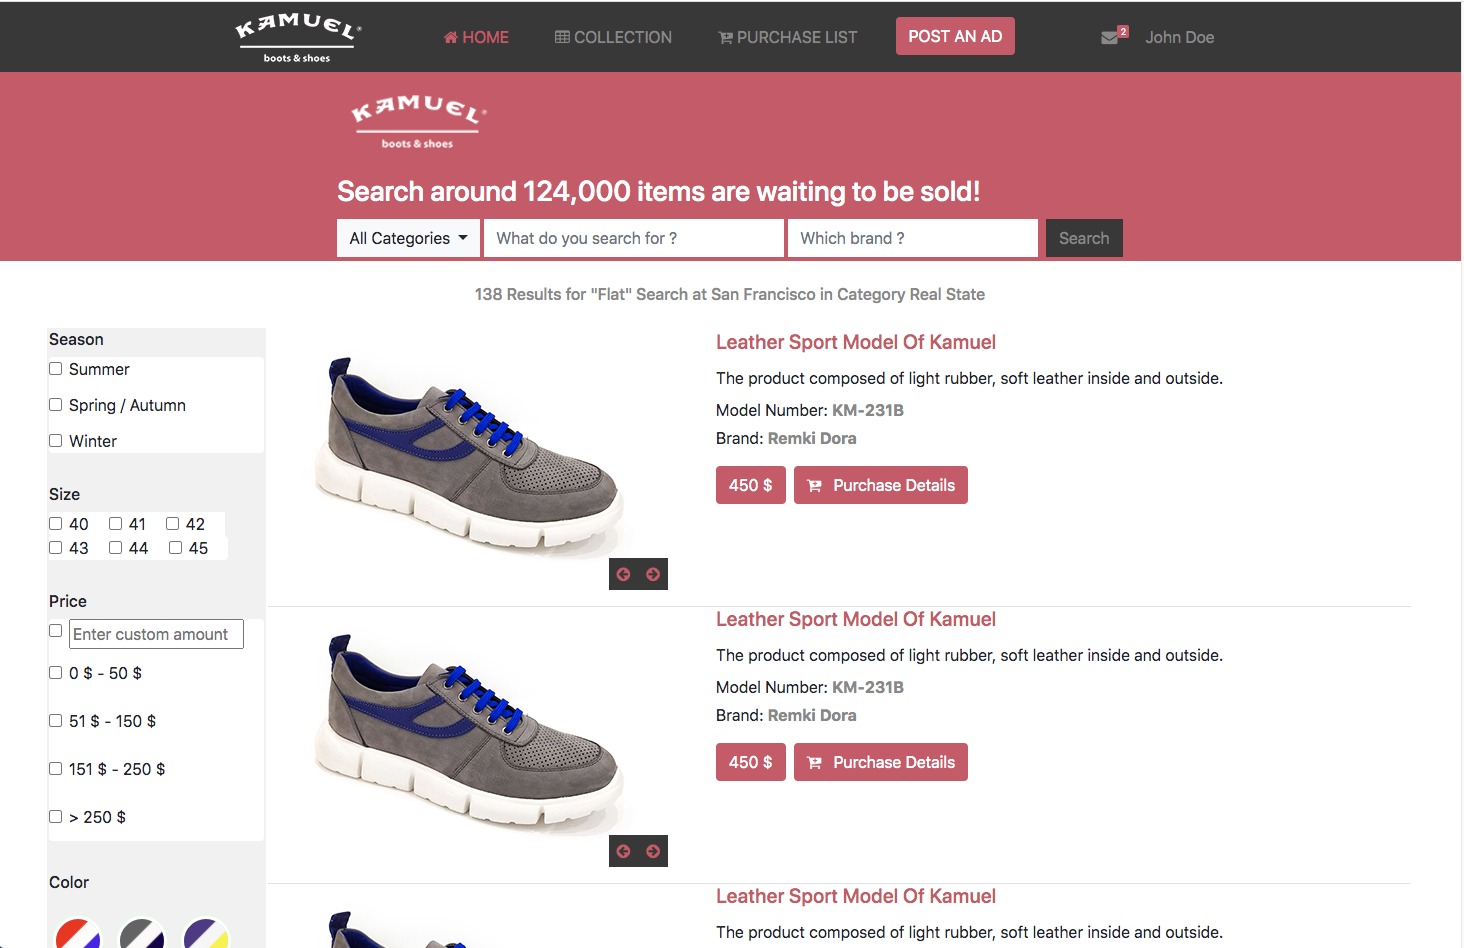 KAMUEL®
boots & shoes
HOME
COLLECTION
PURCHASE LIST
POST AN AD
2
John Doe
KAMUEL®
boots & shoes
Search around 124,000 items are waiting to be sold!
All Categories
What do you search for ?
Which brand ?
Search
138 Results for "Flat" Search at San Francisco in Category Real State
Season
Summer
Spring / Autumn
Winter
Size
40 41 42
43 44 45
Price
Enter custom amount
0 $ - 50 $
51 $ - 150 $
151 $ - 250 $
> 250 $
Color
Leather Sport Model Of Kamuel
The product composed of light rubber, soft leather inside and outside.
Model Number: KM-231B
Brand: Remki Dora
450 $
Purchase Details
Leather Sport Model Of Kamuel
The product composed of light rubber, soft leather inside and outside.
Model Number: KM-231B
Brand: Remki Dora
450 $
Purchase Details
Leather Sport Model Of Kamuel
The product composed of light rubber, soft leather inside and outside.